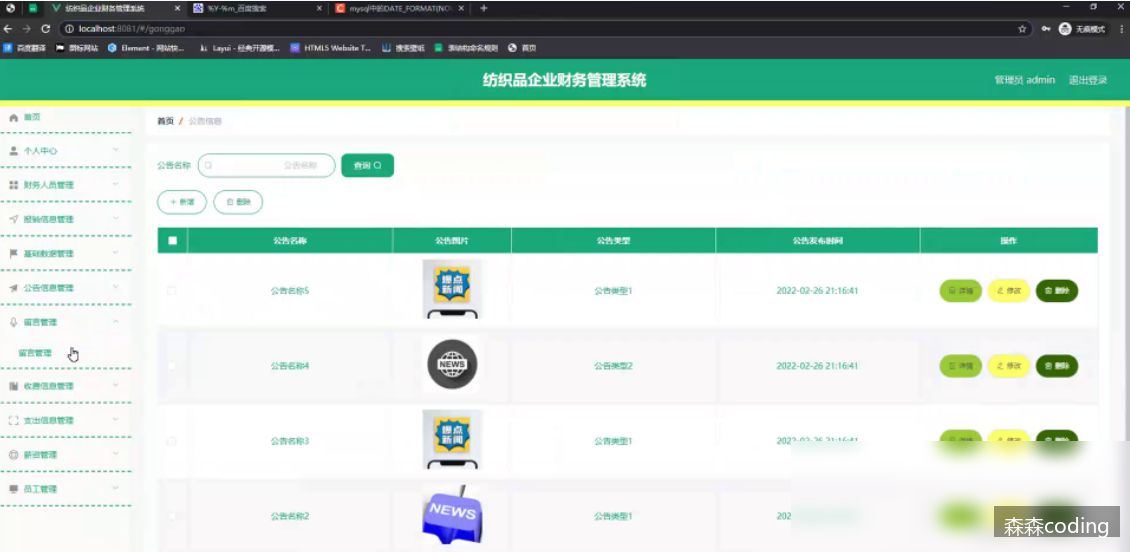 纺织品企业财务管理系统
%Y-%m_百度搜索
mysql中的DATE_FORMAT(NOW
localhost:8081/#/gonggao
无痕模式
百度翻译
图标网站
Element - 网站快...
Layui - 经典开源模...
HTML5 Website T...
搜索壁纸
首页
纺织品企业财务管理系统
管理员 admin
退出登录
首页
个人中心
财务人员管理
报销信息管理
基础数据管理
公告信息管理
留言管理
留言管理
收费信息管理
支出信息管理
薪资管理
员工管理
首页 / 公告信息
公告名称
公告名称
查询
+ 新增
删除
公告名称 公告图片 公告类型 公告发布时间 操作
公告名称5 爆点新闻 公告类型1 2022-02-26 21:16:41 详情 修改 删除
公告名称4 NEWS 公告类型2 2022-02-26 21:16:41 详情 修改 删除
公告名称3 爆点新闻 公告类型1 2022-02-26 21:16:41
公告名称2 NEWS 公告类型1 202
森森coding